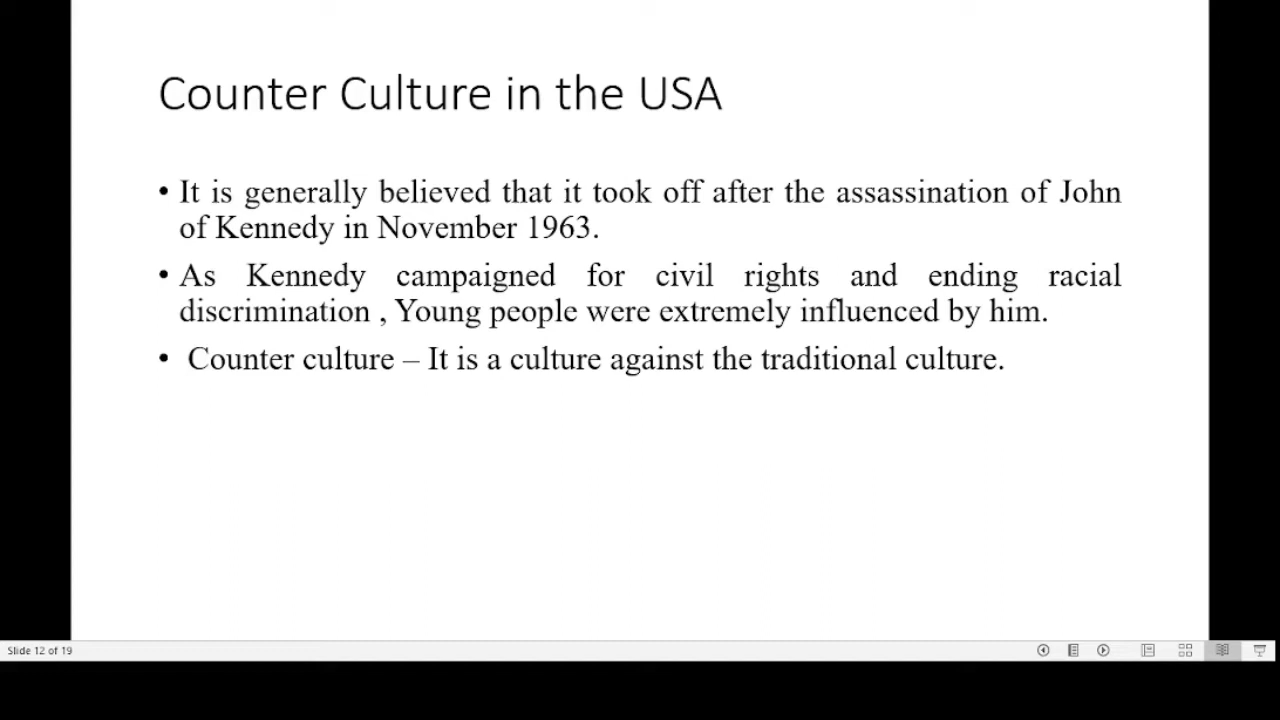 Counter Culture in the USA
• It is generally believed that it took off after the assassination of John
of Kennedy in November 1963.
• As Kennedy campaigned for civil rights and ending racial
discrimination , Young people were extremely influenced by him.
• Counter culture – It is a culture against the traditional culture.
Slide 12 of 19